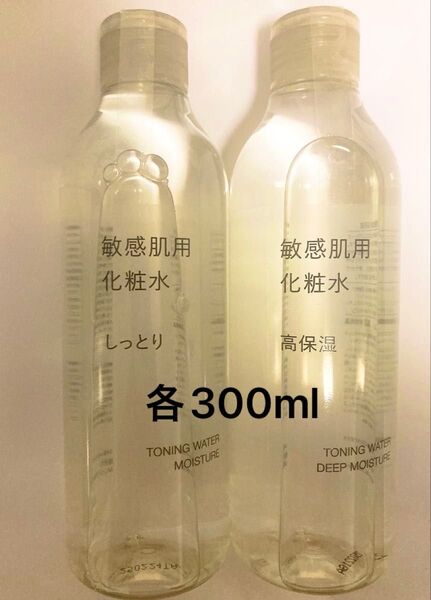 敏感肌用
化粧水
しっとり
TONING WATER
MOISTURE
敏感肌用
化粧水
高保湿
TONING WATER
DEEP MOISTURE
各300ml
250224TA